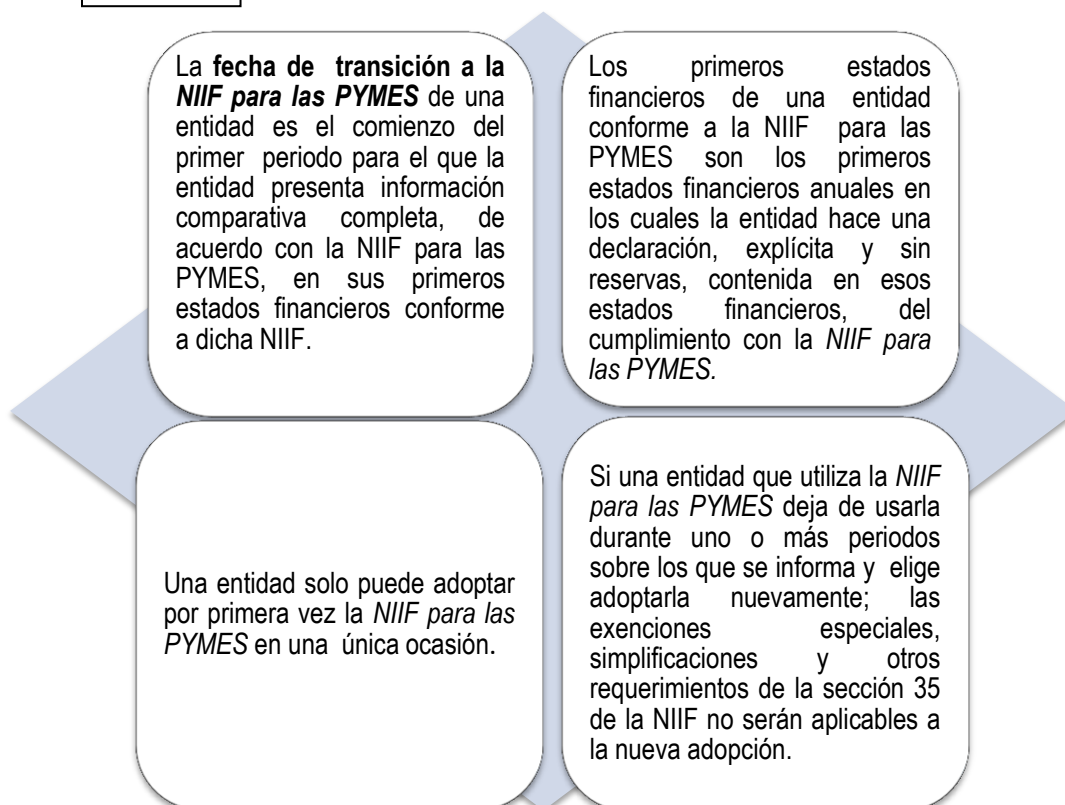 La fecha de transición a la
NIIF para las PYMES de una
entidad es el comienzo del
primer periodo para el que la
entidad presenta información
comparativa completa, de
acuerdo con la NIIF para las
PYMES, en sus primeros
estados financieros conforme
a dicha NIIF.
Los primeros estados
financieros de una entidad
conforme a la NIIF para las
PYMES son los primeros
estados financieros anuales en
los cuales la entidad hace una
declaración, explícita y sin
reservas, contenida en esos
estados financieros, del
cumplimiento con la NIIF para
las PYMES.
Una entidad solo puede adoptar
por primera vez la NIIF para las
PYMES en una única ocasión.
Si una entidad que utiliza la NIIF
para las PYMES deja de usarla
durante uno o más periodos
sobre los que se informa y elige
adoptarla nuevamente; las
exenciones especiales,
simplificaciones y otros
requerimientos de la sección 35
de la NIIF no serán aplicables a
la nueva adopción.